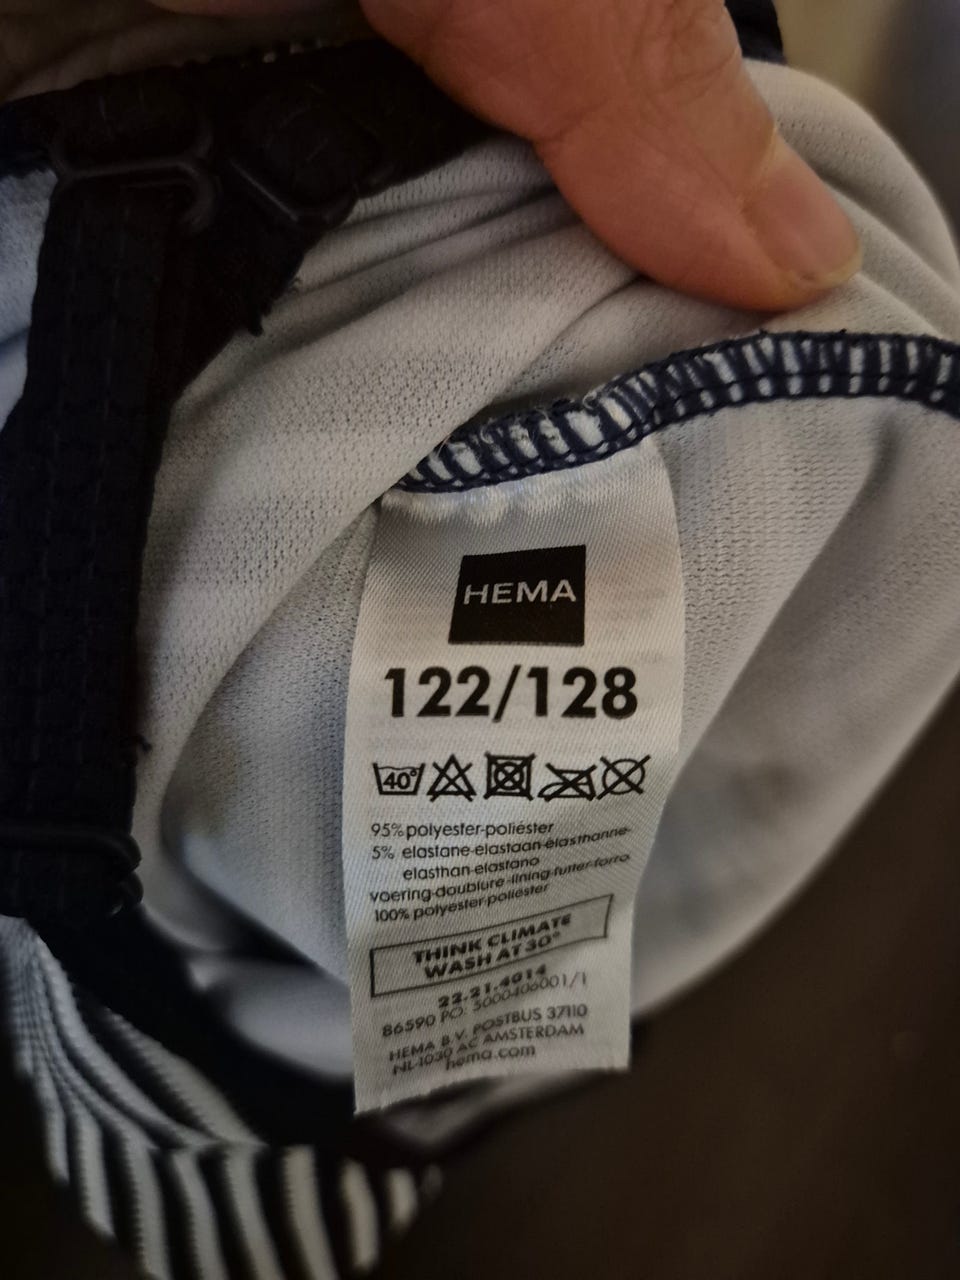 HEMA
122/128
40°
95% polyester-poliéster
5% elastane-elastaan-élasthanne-
elasthan-elastano
voering-doublure-lining-futter-forro
100% polyester-poliéster
THINK CLIMATE
WASH AT 30°
22.21.4014
86590 PO: 5000406001/1
HEMA B.V. POSTBUS 37110
NL-1030 AC AMSTERDAM
hema.com